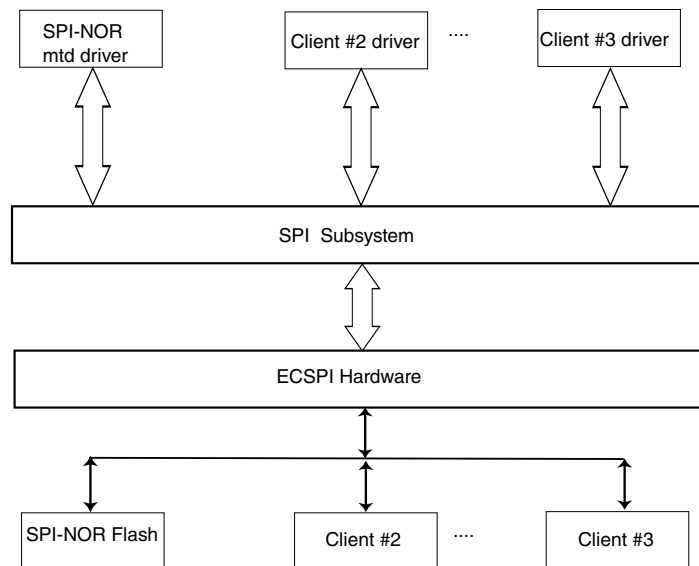 SPI-NOR
mtd driver
Client #2 driver
....
Client #3 driver
SPI Subsystem
ECSPI Hardware
SPI-NOR Flash
Client #2
....
Client #3